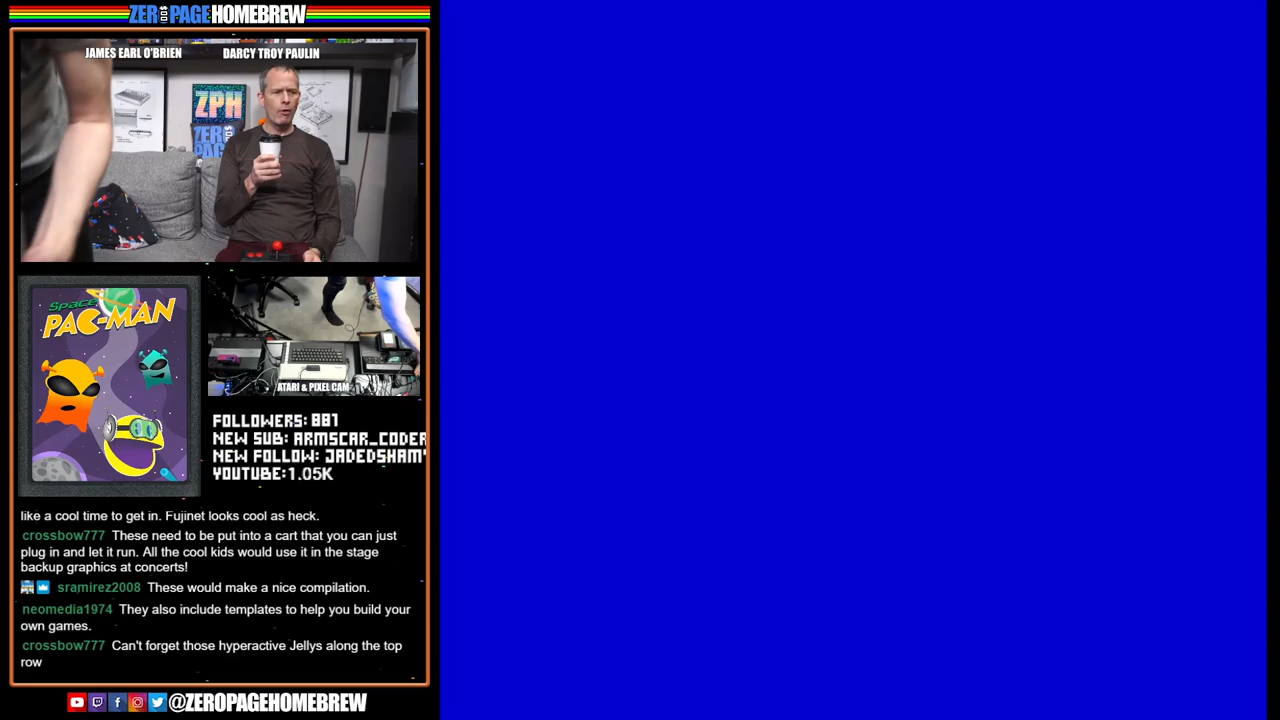 ZERO PAGE HOMEBREW
JAMES EARL O'BRIEN
DARCY TROY PAULIN
ZPH
ZERO
Space
PAC-MAN
ATARI & PIXEL CAM
FOLLOWERS: 881
NEW SUB: ARMSCAR_CODER
NEW FOLLOW: JADEDSHAM
YOUTUBE:1.05K
like a cool time to get in. Fujinet looks cool as heck.
crossbow777 These need to be put into a cart that you can just
plug in and let it run. All the cool kids would use it in the stage
backup graphics at concerts!
sramirez2008 These would make a nice compilation.
neomedia1974 They also include templates to help you build your
own games.
crossbow777 Can't forget those hyperactive Jellys along the top
row
@ZEROPAGEHOMEBREW